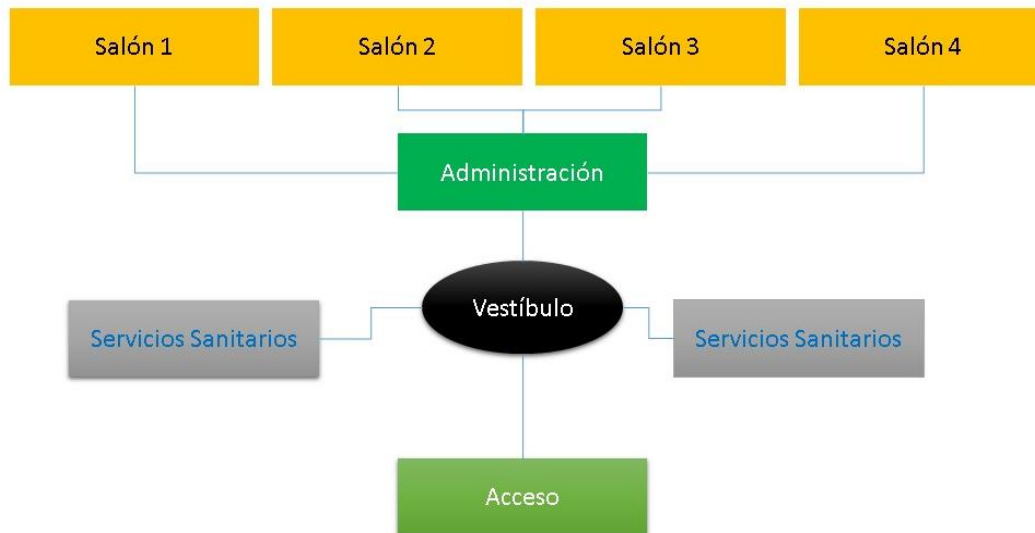 Salón 1
Salón 2
Salón 3
Salón 4
Administración
Vestíbulo
Servicios Sanitarios
Servicios Sanitarios
Acceso